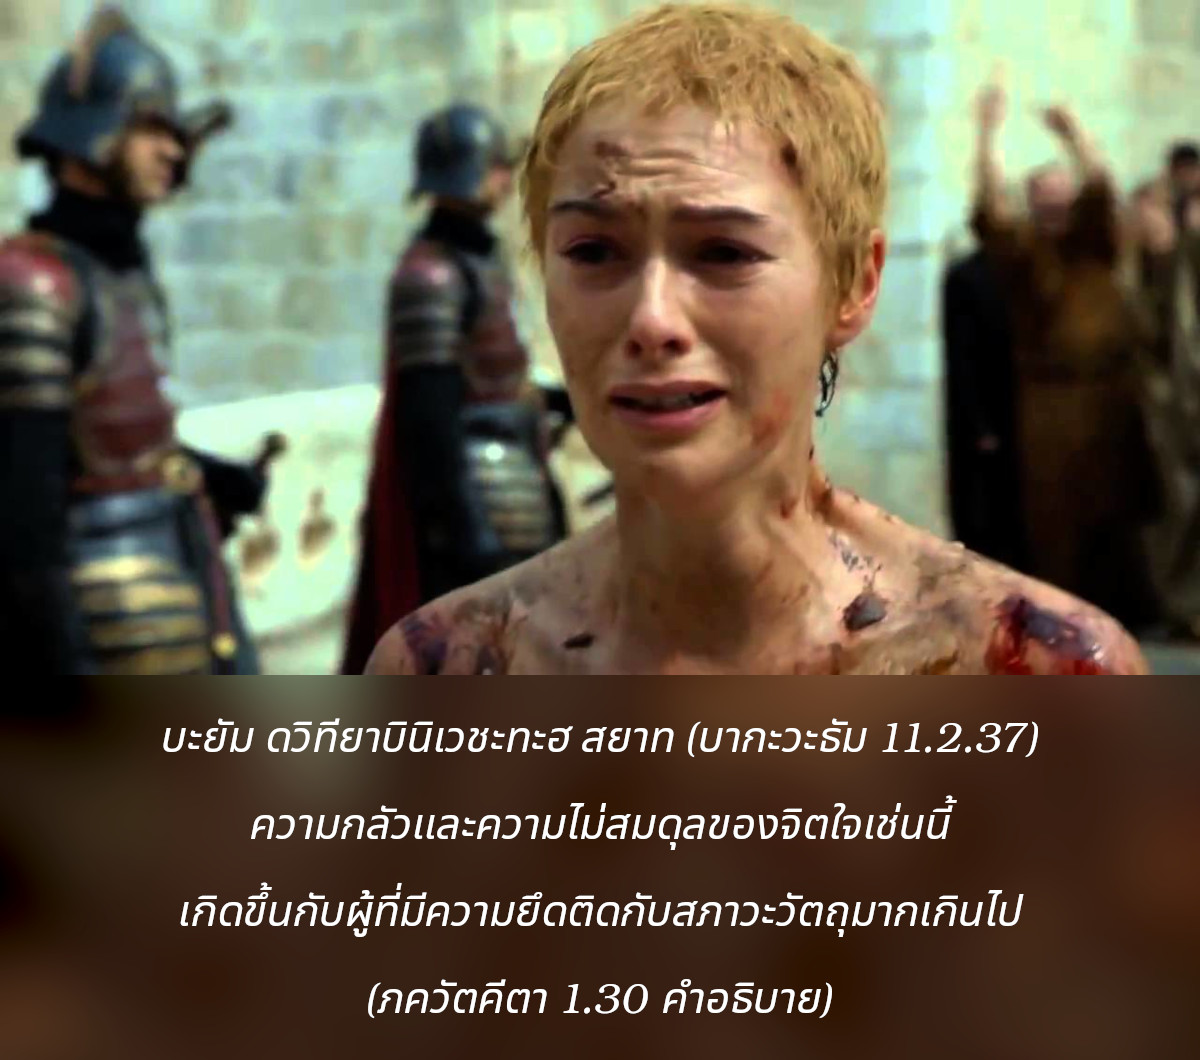 บะยัม ดวิทียาบินิเวชะทะฮ สยาท (บากะวะธัม 11.2.37)
ความกลัวและความไม่สมดุลของจิตใจเช่นนี้
เกิดขึ้นกับผู้ที่มีความยึดติดกับสภาวะวัตถุมากเกินไป
(ภควัตคีตา 1.30 คำอธิบาย)